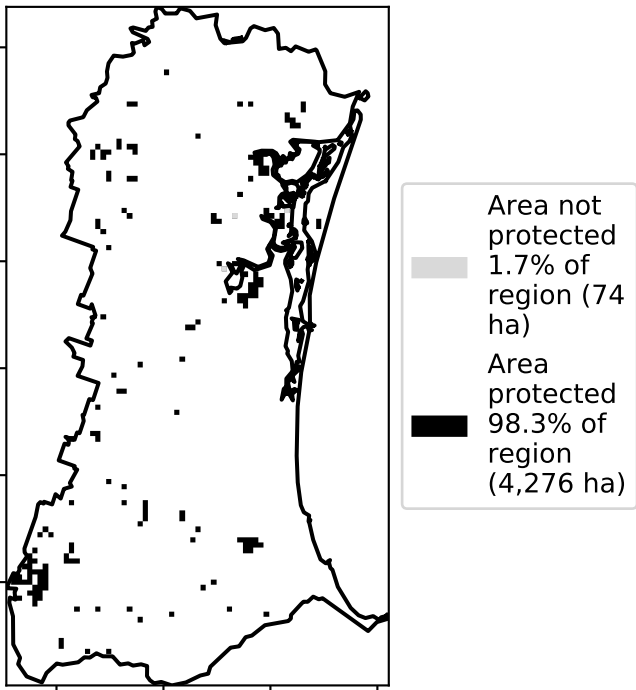 Area not
protected
1.7% of
region (74
ha)
Area
protected
98.3% of
region
(4,276 ha)